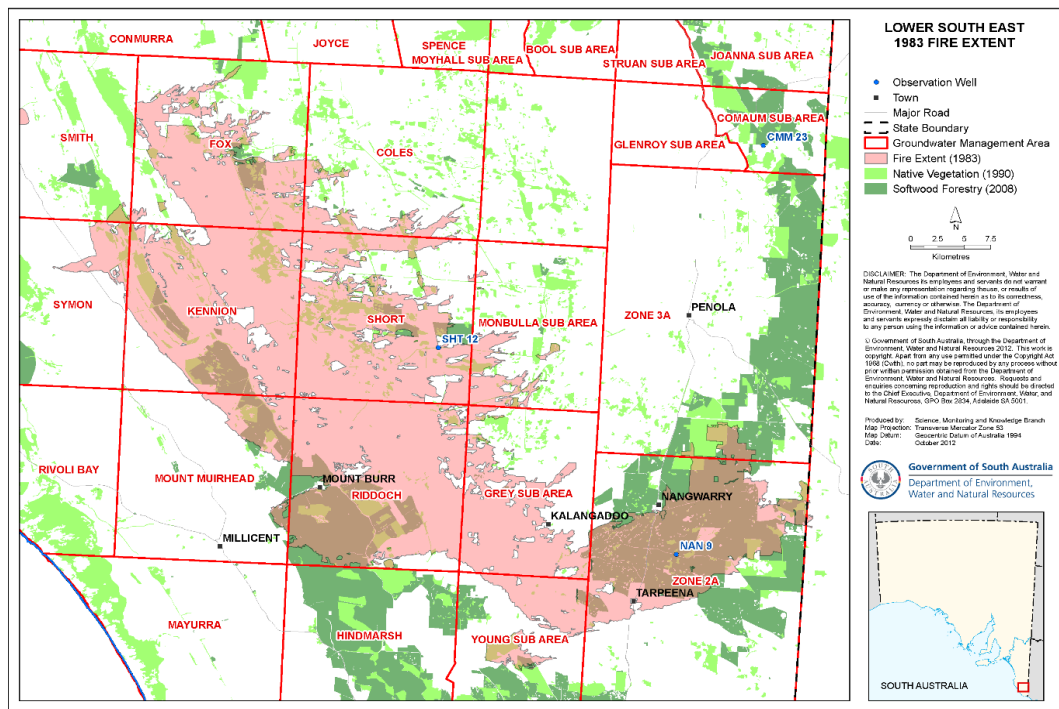 CONMURRA
JOYCE
SPENCE
MOYHALL SUB AREA
BOOL SUB AREA
STRUAN SUB AREA
JOANNA SUB AREA
COMAUM SUB AREA
CMM 23
SMITH
FOX
COLES
GLENROY SUB AREA
SYMON
KENNION
SHORT
SHT 12
MONBULLA SUB AREA
ZONE 3A
PENOLA
RIVOLI BAY
MOUNT MUIRHEAD
MOUNT BURR
RIDDOCH
GREY SUB AREA
KALANGADOO
NANGWARRY
MILLICENT
NAN 9
ZONE 2A
TARPEENA
MAYURRA
HINDMARSH
YOUNG SUB AREA
LOWER SOUTH EAST
1983 FIRE EXTENT
Observation Well
Town
Major Road
State Boundary
Groundwater Management Area
Fire Extent (1983)
Native Vegetation (1990)
Softwood Forestry (2008)
N
0 2.5 5 7.5
Kilometres
DISCLAIMER: The Department of Environment, Water and
Natural Resources its employees and servants do not warrant
or make any representation regarding the use, or results of
use of the information contained herein as to its correctness,
accuracy, currency or otherwise. The Department of
Environment, Water and Natural Resources, its employees
and servants expressly disclaim all liability or responsibility
to any person using the information or advice contained herein.
© Government of South Australia, through the Department of
Environment, Water and Natural Resources 2012. This work is
copyright. Apart from any use permitted under the Copyright Act
1968 (Cwlth), no part may be reproduced by any process without
prior written permission obtained from the Department of
Environment, Water and Natural Resources. Requests and
enquiries concerning reproduction and rights should be directed
to the Chief Executive, Department of Environment, Water, and
Natural Resources, GPO Box 2834, Adelaide SA 5001.
Produced by: Science, Monitoring and Knowledge Branch
Map Projection: Transverse Mercator Zone 53
Map Datum: Geocentric Datum of Australia 1994
Date: October 2012
Government of South Australia
Department of Environment,
Water and Natural Resources
SOUTH AUSTRALIA